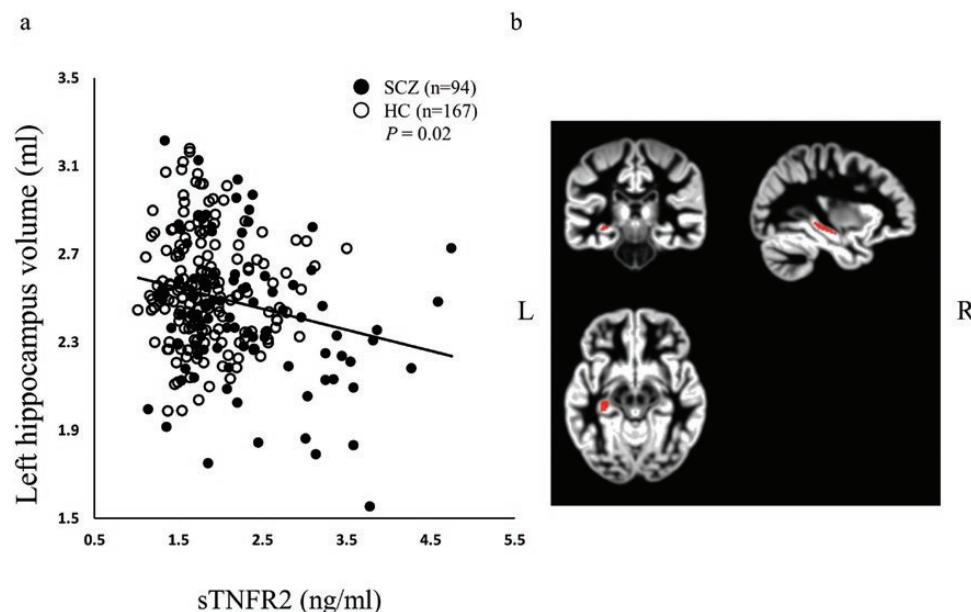 a
b
3.5
3.1
2.7
2.3
1.9
1.5
Left hippocampus volume (ml)
SCZ (n=94)
HC (n=167)
P = 0.02
0.5
1.5
2.5
3.5
4.5
5.5
sTNFR2 (ng/ml)
L
R